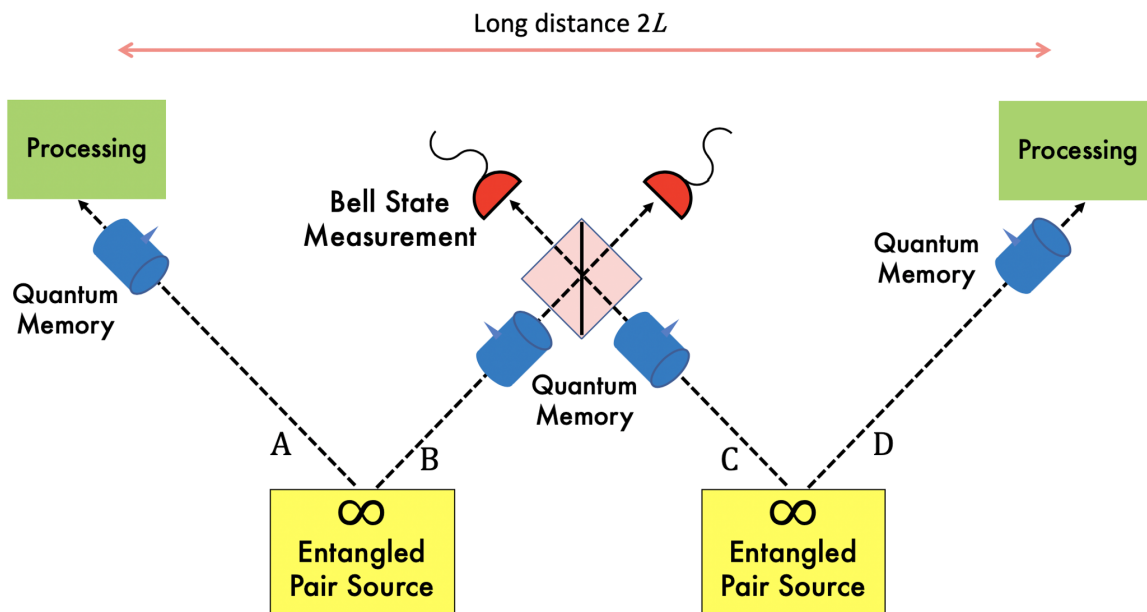 Long distance 2L
Processing
Processing
Bell State
Measurement
Quantum
Memory
Quantum
Memory
Quantum
Memory
A
B
C
D
∞
Entangled
Pair Source
∞
Entangled
Pair Source